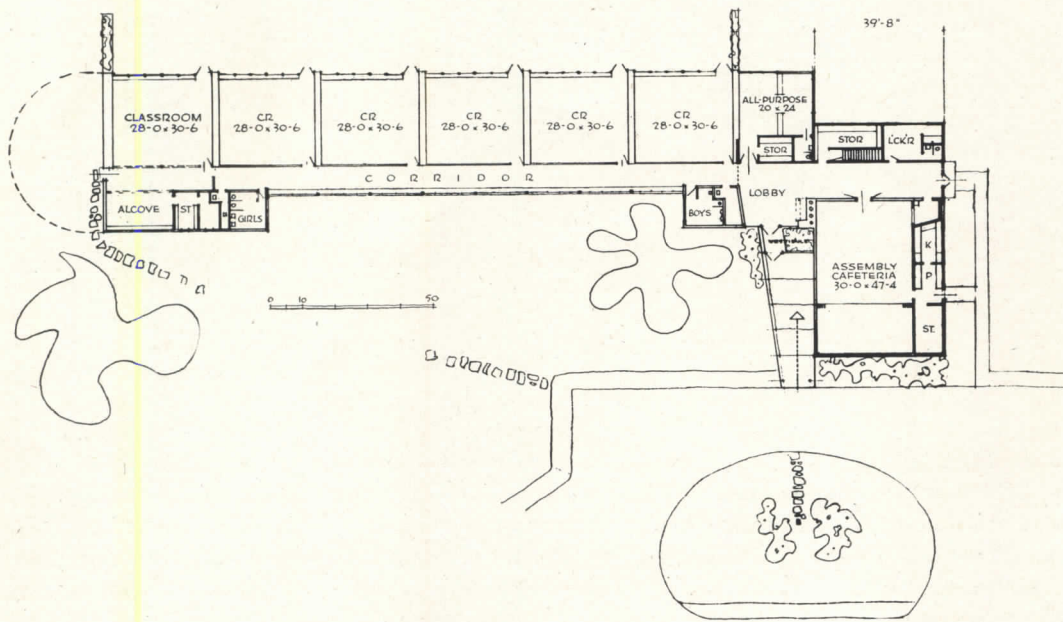 39'-8"
CLASSROOM
28-0 x 30-6
CR
28-0 x 30-6
CR
28-0 x 30-6
CR
28-0 x 30-6
CR
28-0 x 30-6
CR
28-0 x 30-6
ALL-PURPOSE
20 x 24
STOR
STOR
LCK'R
CORRIDOR
LOBBY
ALCOVE
ST
GIRLS
BOYS
K
ASSEMBLY
CAFETERIA
30-0 x 47-4
P
ST.
0 10 50